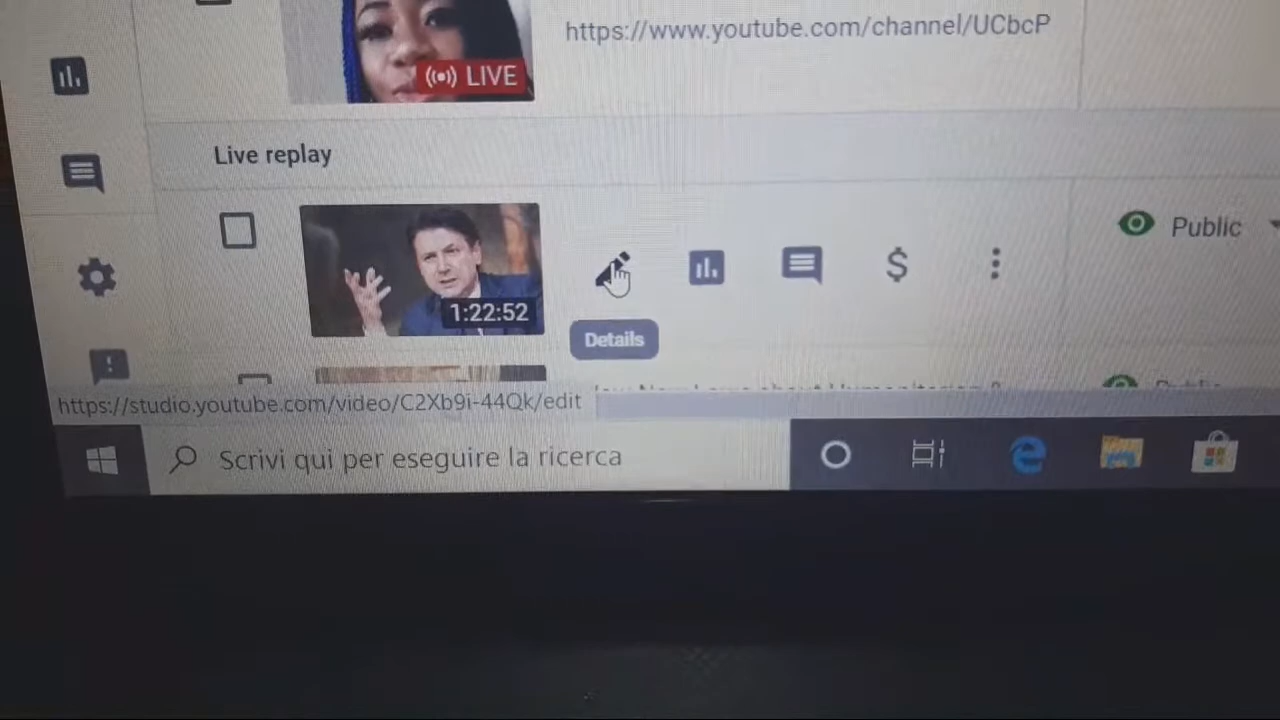 https://www.youtube.com/channel/UCbcP
LIVE
Live replay
1:22:52
Public
Details
https://studio.youtube.com/video/C2Xb9i-44Qk/edit
Scrivi qui per eseguire la ricerca